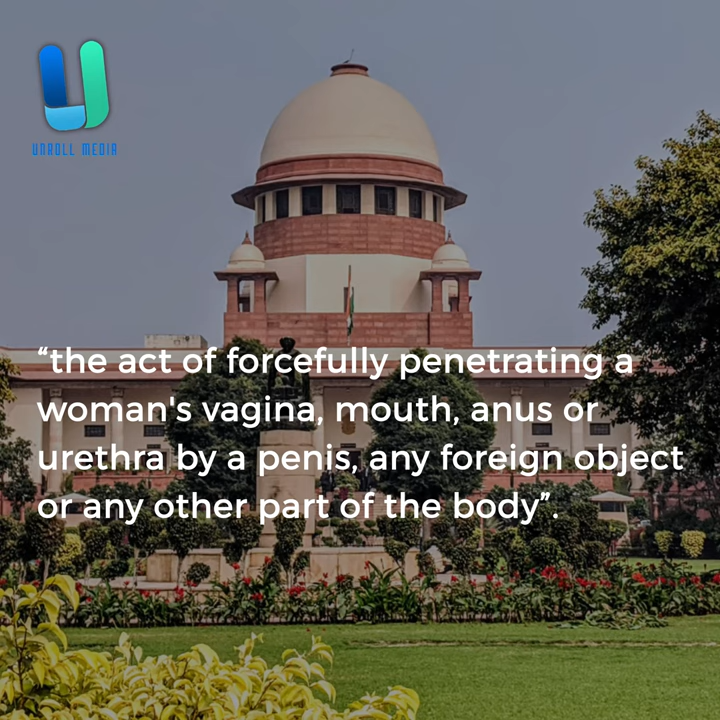 UNROLL MEDIA
“the act of forcefully penetrating a
woman's vagina, mouth, anus or
urethra by a penis, any foreign object
or any other part of the body”.